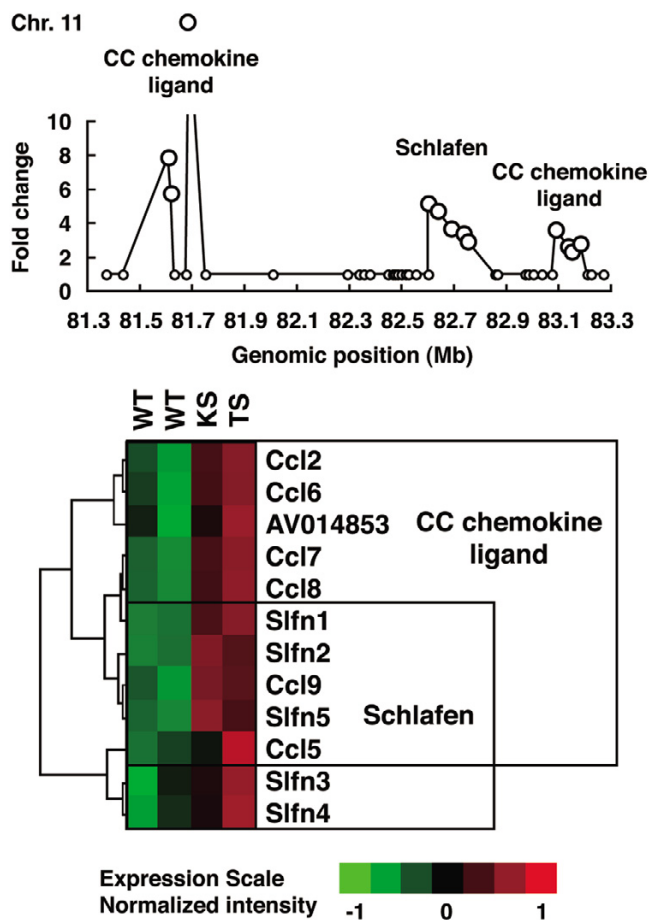 Chr. 11
CC chemokine
ligand
Fold change
10
8
6
4
2
0
Schlafen
CC chemokine
ligand
81.3 81.5 81.7 81.9 82.1 82.3 82.5 82.7 82.9 83.1 83.3
Genomic position (Mb)
WT WT KS TS
Ccl2
Ccl6
AV014853
Ccl7
Ccl8
CC chemokine
ligand
Slfn1
Slfn2
Ccl9
Slfn5
Ccl5
Schlafen
Slfn3
Slfn4
Expression Scale
Normalized intensity
-1 0 1